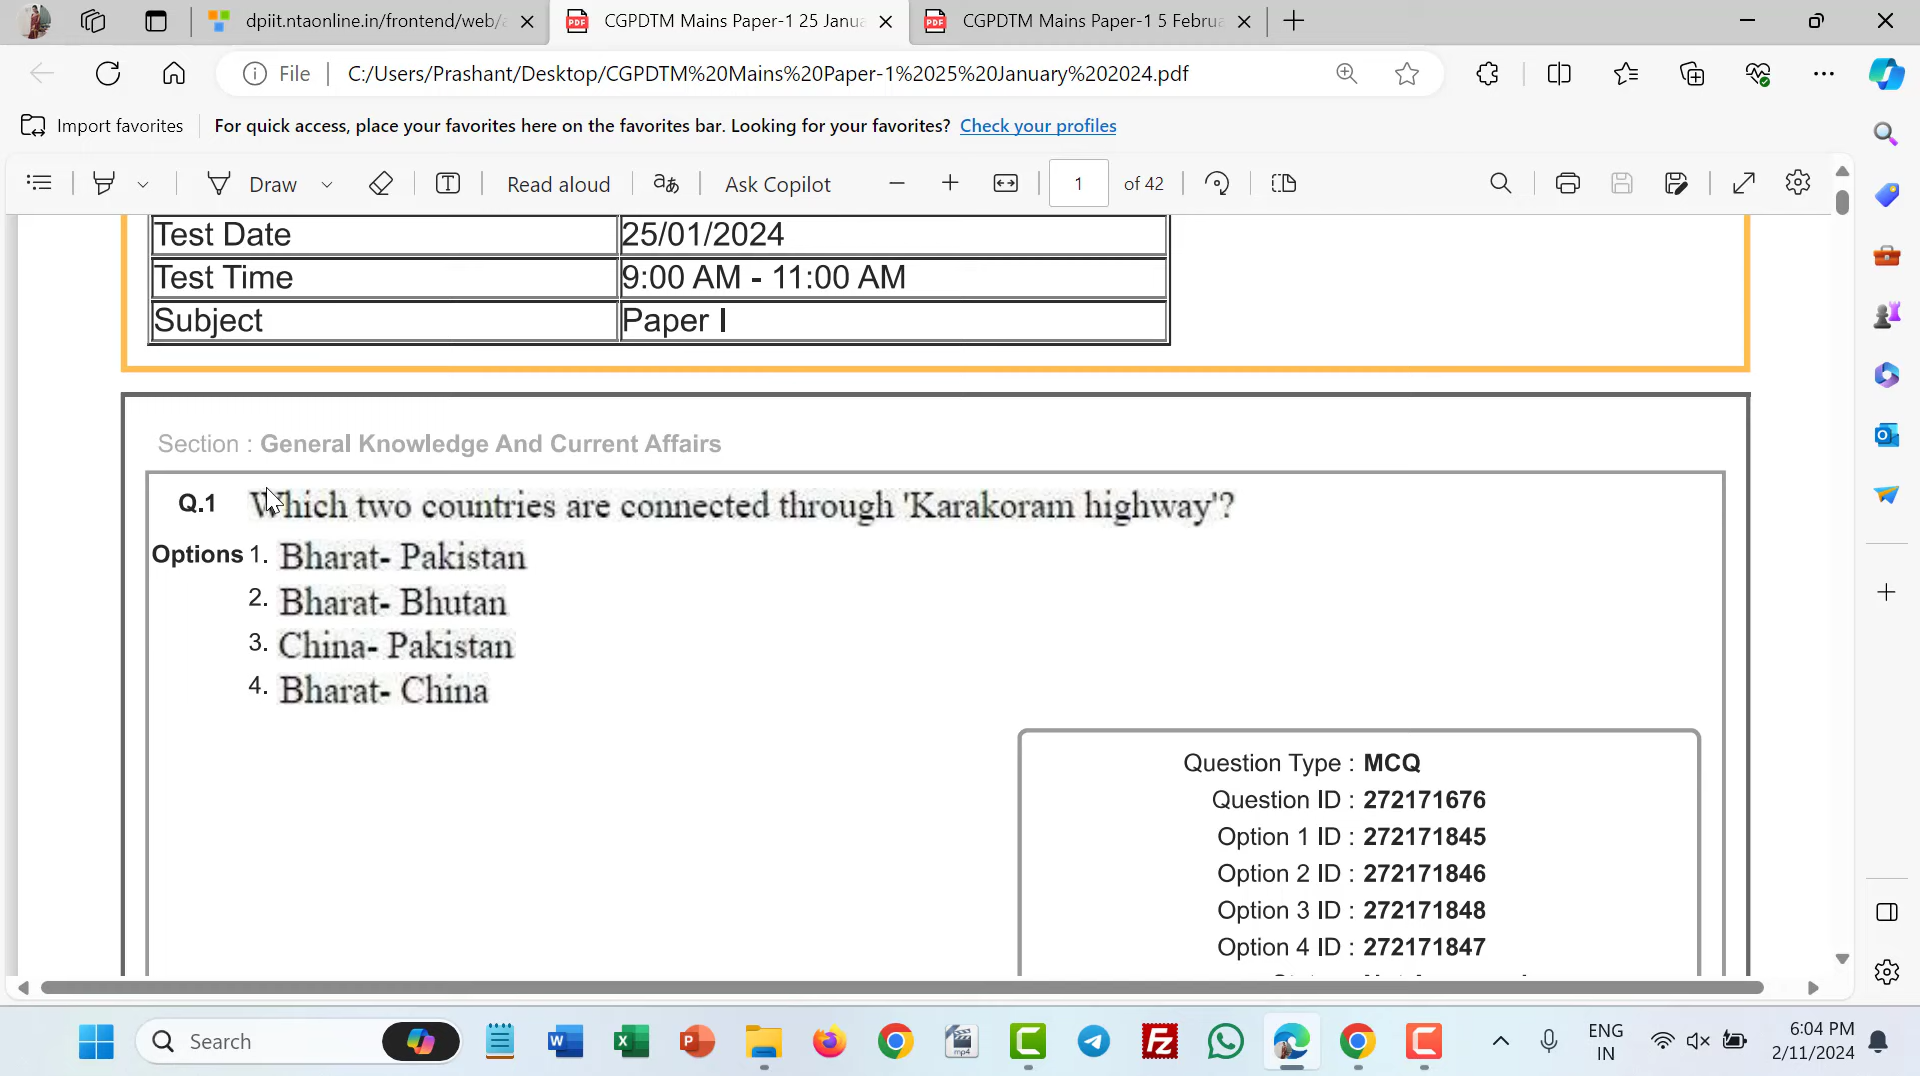 dpiit.ntaonline.in/frontend/web/a
CGPDTM Mains Paper-1 25 Janua
CGPDTM Mains Paper-1 5 Februa
File
C:/Users/Prashant/Desktop/CGPDTM%20Mains%20Paper-1%2025%20January%202024.pdf
Import favorites
For quick access, place your favorites here on the favorites bar. Looking for your favorites? Check your profiles
Draw
Read aloud
aあ
Ask Copilot
1
of 42
Test Date 25/01/2024
Test Time 9:00 AM - 11:00 AM
Subject Paper I
Section : General Knowledge And Current Affairs
Q.1 Which two countries are connected through 'Karakoram highway'?
Options 1. Bharat- Pakistan
2. Bharat- Bhutan
3. China- Pakistan
4. Bharat- China
Question Type : MCQ
Question ID : 272171676
Option 1 ID : 272171845
Option 2 ID : 272171846
Option 3 ID : 272171848
Option 4 ID : 272171847
Search
ENG
IN
6:04 PM
2/11/2024